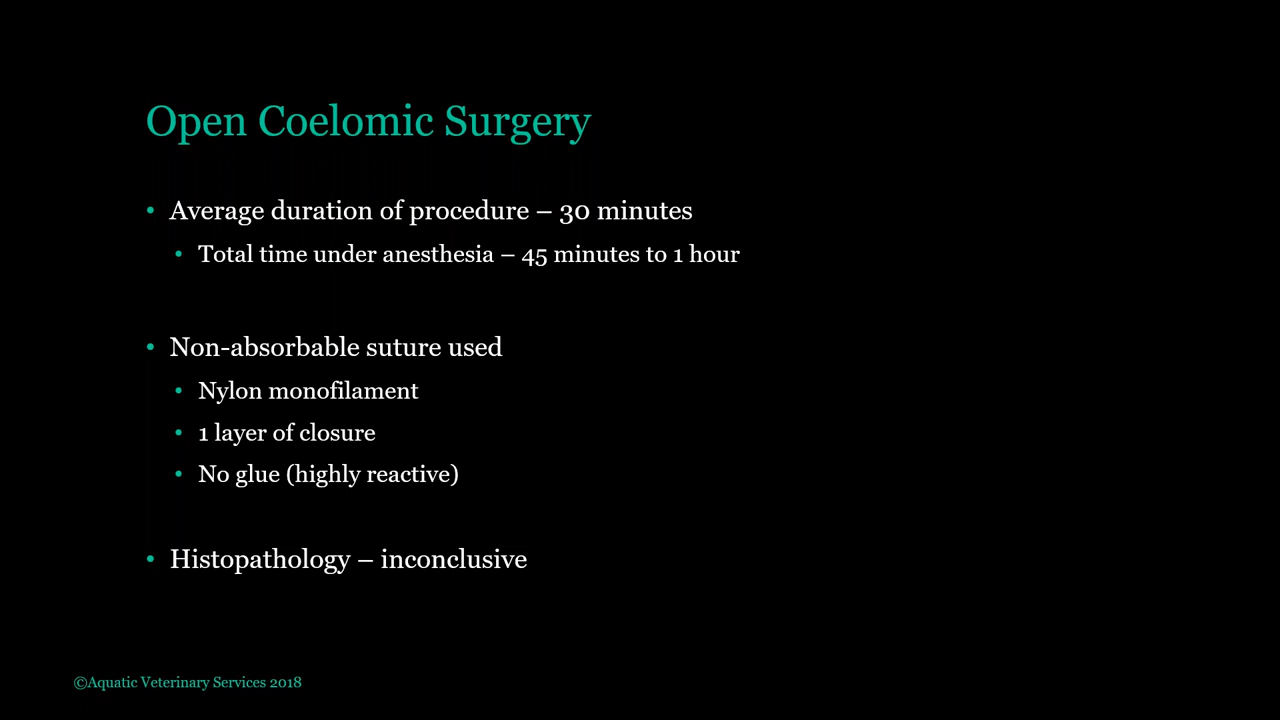 Open Coelomic Surgery
• Average duration of procedure – 30 minutes
• Total time under anesthesia – 45 minutes to 1 hour
• Non-absorbable suture used
• Nylon monofilament
• 1 layer of closure
• No glue (highly reactive)
• Histopathology – inconclusive
©Aquatic Veterinary Services 2018